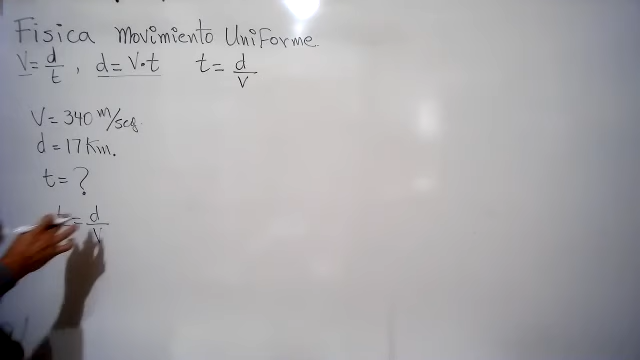 Fisica Movimiento Uniforme
V = d/t , d = V·t t = d/v
V = 340 m/seg.
d = 17 Km.
t = ?
t = d/v